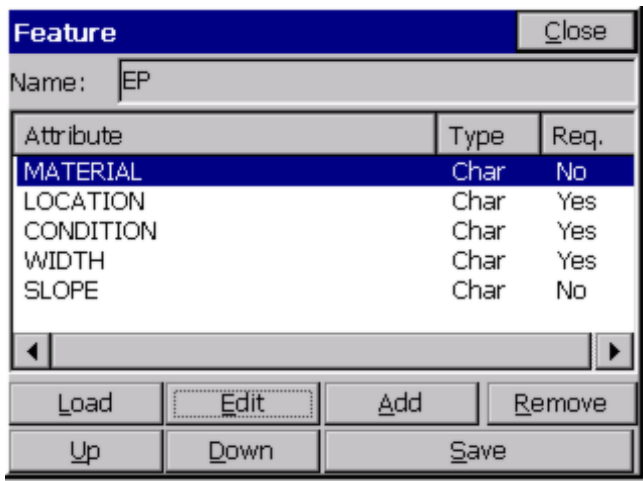 Feature Close
Name: EP
Attribute Type Req.
MATERIAL Char No
LOCATION Char Yes
CONDITION Char Yes
WIDTH Char Yes
SLOPE Char No
Load Edit Add Remove
Up Down Save